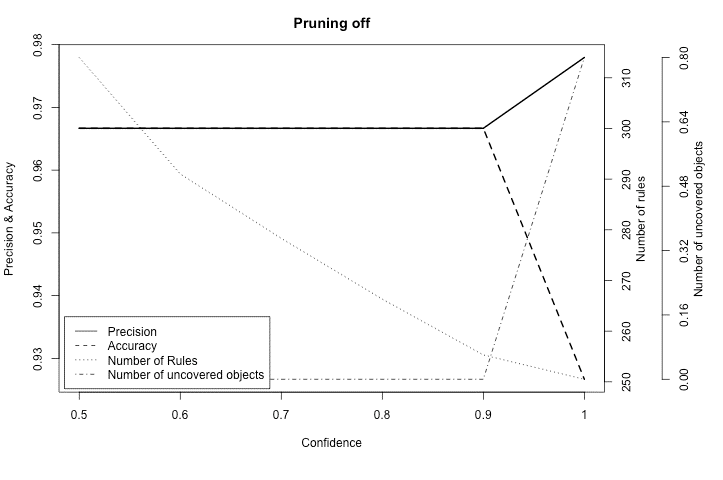 Pruning off
Precision & Accuracy
0.98
0.97
0.96
0.95
0.94
0.93
Precision
Accuracy
Number of Rules
Number of uncovered objects
0.5
0.6
0.7
0.8
0.9
1
Confidence
310
300
290
280
270
260
250
Number of rules
0.80
0.64
0.48
0.32
0.16
0.00
Number of uncovered objects